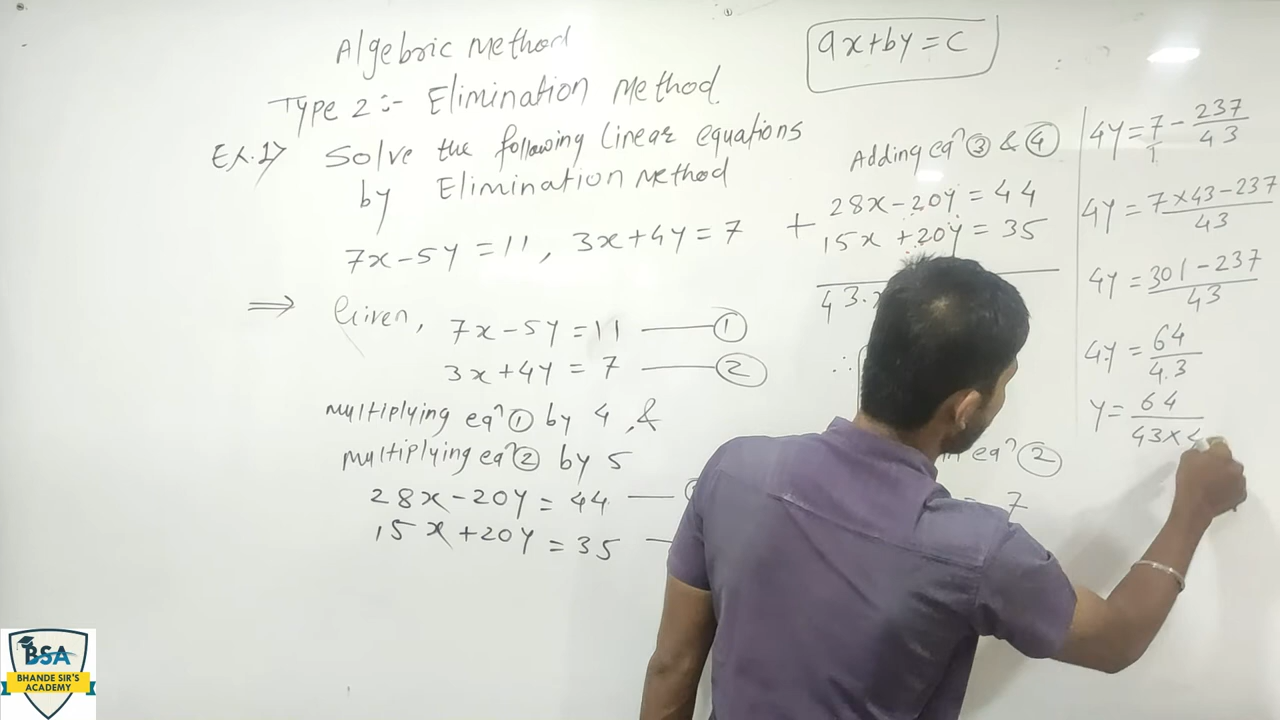 Algebric Method
Type 2:- Elimination Method
Ex.1> Solve the following linear equations
by Elimination Method
7x-5y=11, 3x+4y=7
⇒ Given, 7x-5y=11 — ①
3x+4y=7 — ②
multiplying eqⁿ ① by 4, &
multiplying eqⁿ ② by 5
28x-20y=44 —
15x+20y=35 —
ax+by=c
Adding eqⁿ ③ & ④
28x-20y=44
+ 15x+20y=35
43x
∴
eqⁿ ②
= 7
4y=7/1-237/43
4y=7×43-237/43
4y=301-237/43
4y=64/43
y=64/43×4
BSA
BHANDE SIR'S
ACADEMY